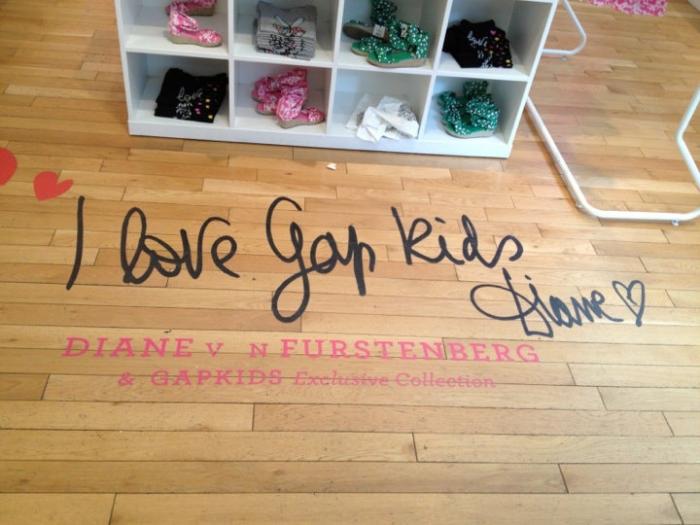 I love Gap Kids
Diane
DIANE V N FURSTENBERG
& GAPKIDS Exclusive Collection